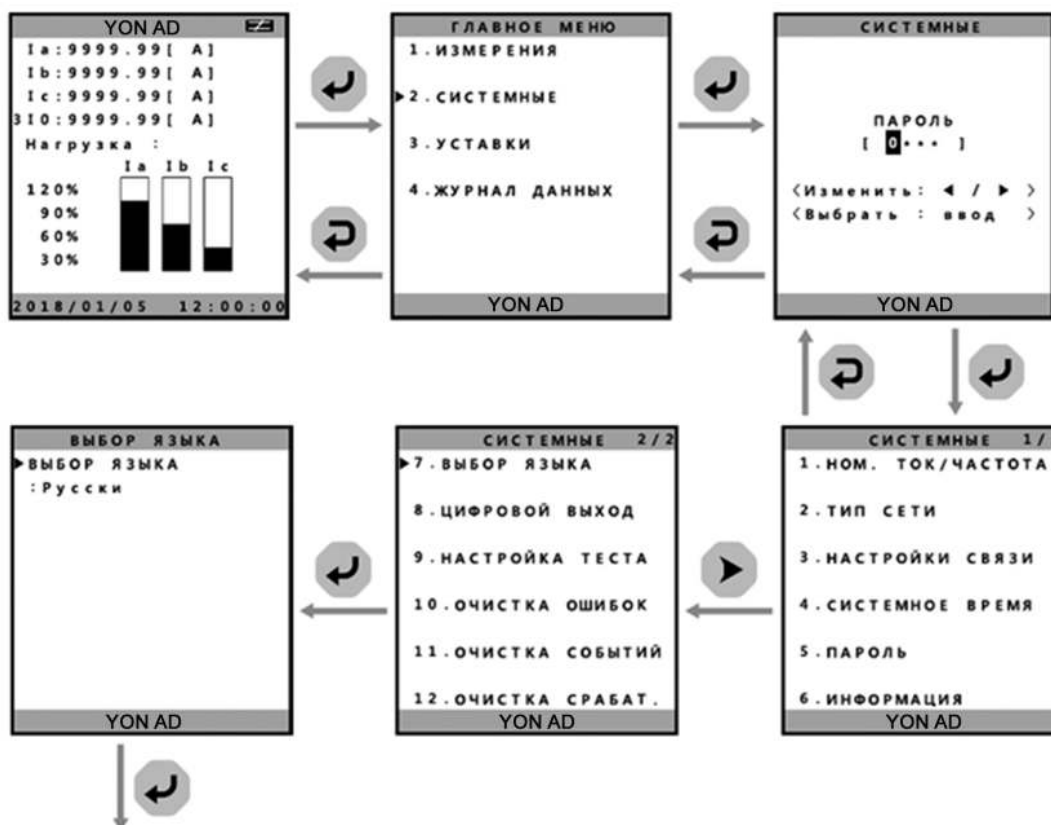 YON AD
Ia:9999.99[ A]
Ib:9999.99[ A]
Ic:9999.99[ A]
3I0:9999.99[ A]
Нагрузка :
Ia Ib Ic
120%
90%
60%
30%
2018/01/05 12:00:00
ГЛАВНОЕ МЕНЮ
1.ИЗМЕРЕНИЯ
▶2.СИСТЕМНЫЕ
3.УСТАВКИ
4.ЖУРНАЛ ДАННЫХ
YON AD
СИСТЕМНЫЕ
ПАРОЛЬ
[ 0*** ]
<Изменить: ◀ / ▶ >
<Выбрать : ввод >
YON AD
ВЫБОР ЯЗЫКА
▶ВЫБОР ЯЗЫКА
:Русски
YON AD
СИСТЕМНЫЕ 2/2
▶7.ВЫБОР ЯЗЫКА
8.ЦИФРОВОЙ ВЫХОД
9.НАСТРОЙКА ТЕСТА
10.ОЧИСТКА ОШИБОК
11.ОЧИСТКА СОБЫТИЙ
12.ОЧИСТКА СРАБАТ.
YON AD
СИСТЕМНЫЕ 1/
1.НОМ. ТОК/ЧАСТОТА
2.ТИП СЕТИ
3.НАСТРОЙКИ СВЯЗИ
4.СИСТЕМНОЕ ВРЕМЯ
5.ПАРОЛЬ
6.ИНФОРМАЦИЯ
YON AD